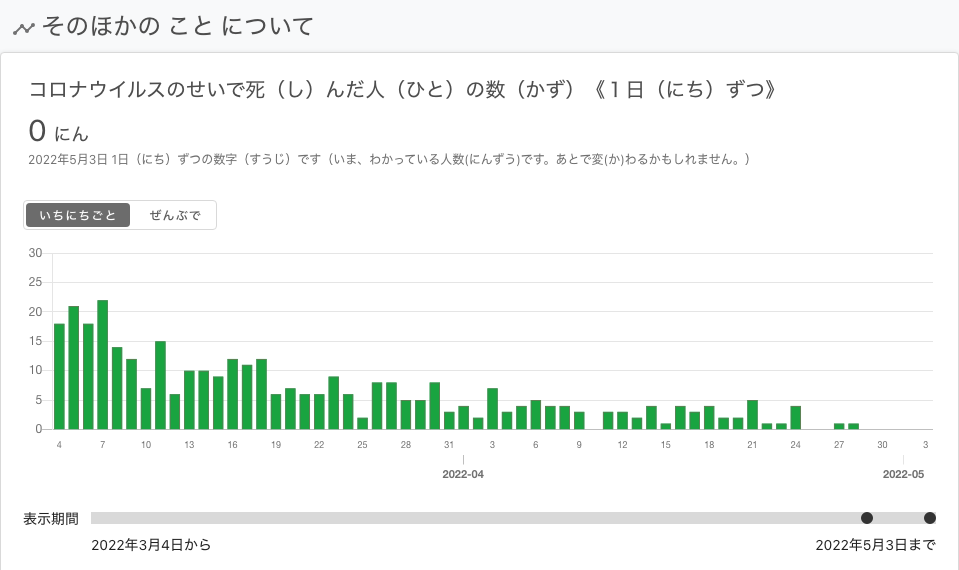 そのほかの こと について
コロナウイルスのせいで死（し）んだ人（ひと）の数（かず）《１日（にち）ずつ》
0 にん
2022年5月3日 1日（にち）ずつの数字（すうじ）です（いま、わかっている人数(にんずう)です。あとで変(か)わるかもしれません。）
いちにちごと ぜんぶで
30
25
20
15
10
5
0
4 7 10 13 16 19 22 25 28 31 3 6 9 12 15 18 21 24 27 30 3
2022-04 2022-05
表示期間
2022年3月4日から 2022年5月3日まで